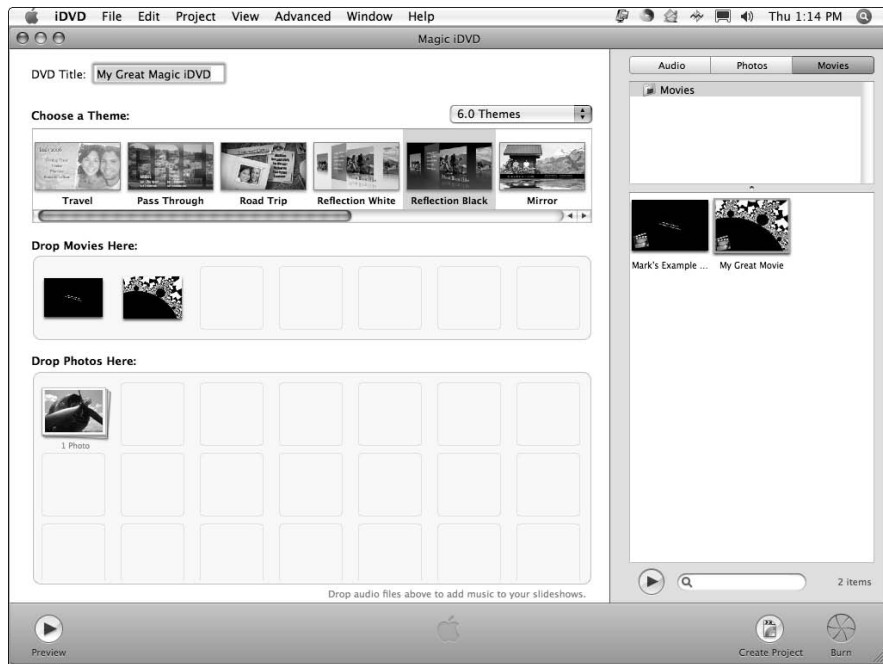 iDVD File Edit Project View Advanced Window Help Thu 1:14 PM
Magic iDVD
DVD Title: My Great Magic iDVD
Audio Photos Movies
Movies
Choose a Theme: 6.0 Themes
Travel Pass Through Road Trip Reflection White Reflection Black Mirror
Drop Movies Here:
Mark's Example ... My Great Movie
Drop Photos Here:
1 Photo
2 items
Drop audio files above to add music to your slideshows.
Preview Create Project Burn